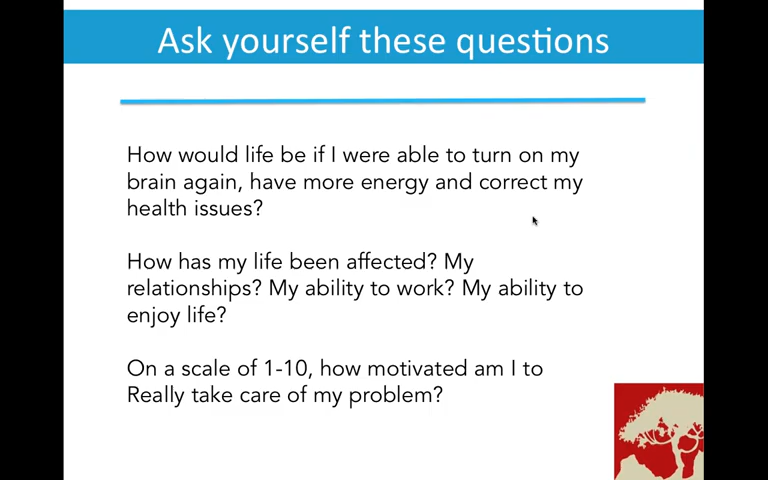 Ask yourself these questions
How would life be if I were able to turn on my
brain again, have more energy and correct my
health issues?
How has my life been affected? My
relationships? My ability to work? My ability to
enjoy life?
On a scale of 1-10, how motivated am I to
Really take care of my problem?